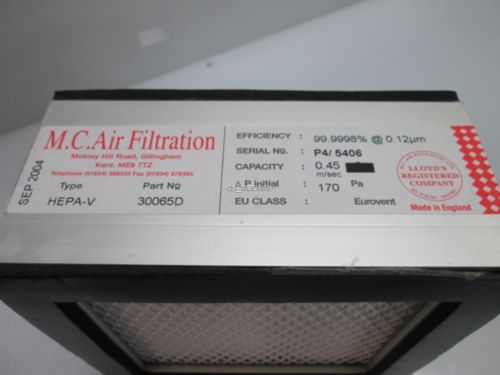 SEP 2004
M.C.Air Filtration
Motney Hill Road, Gillingham
Kent. ME8 7TZ
Type Part No
HEPA-V 30065D
EFFICIENCY : 99.9998% @ 0.12µm
SERIAL No. : P4/ 5406
CAPACITY : 0.45
m/sec
Δ P initial : 170 Pa
EU CLASS : Eurovent
LLOYD'S
REGISTERED
COMPANY
Made in England